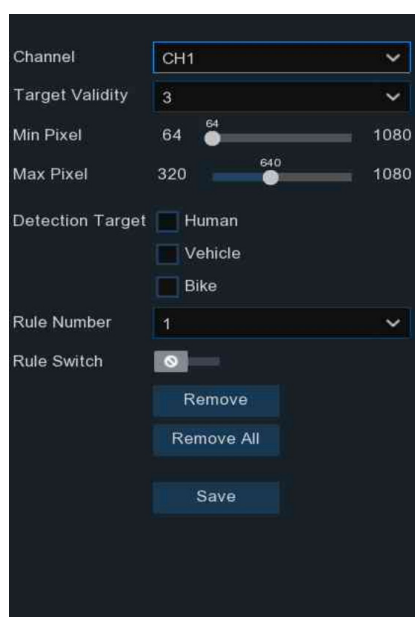 Channel CH1
Target Validity 3
64
Min Pixel 64 1080
640
Max Pixel 320 1080
Detection Target Human
Vehicle
Bike
Rule Number 1
Rule Switch
Remove
Remove All
Save